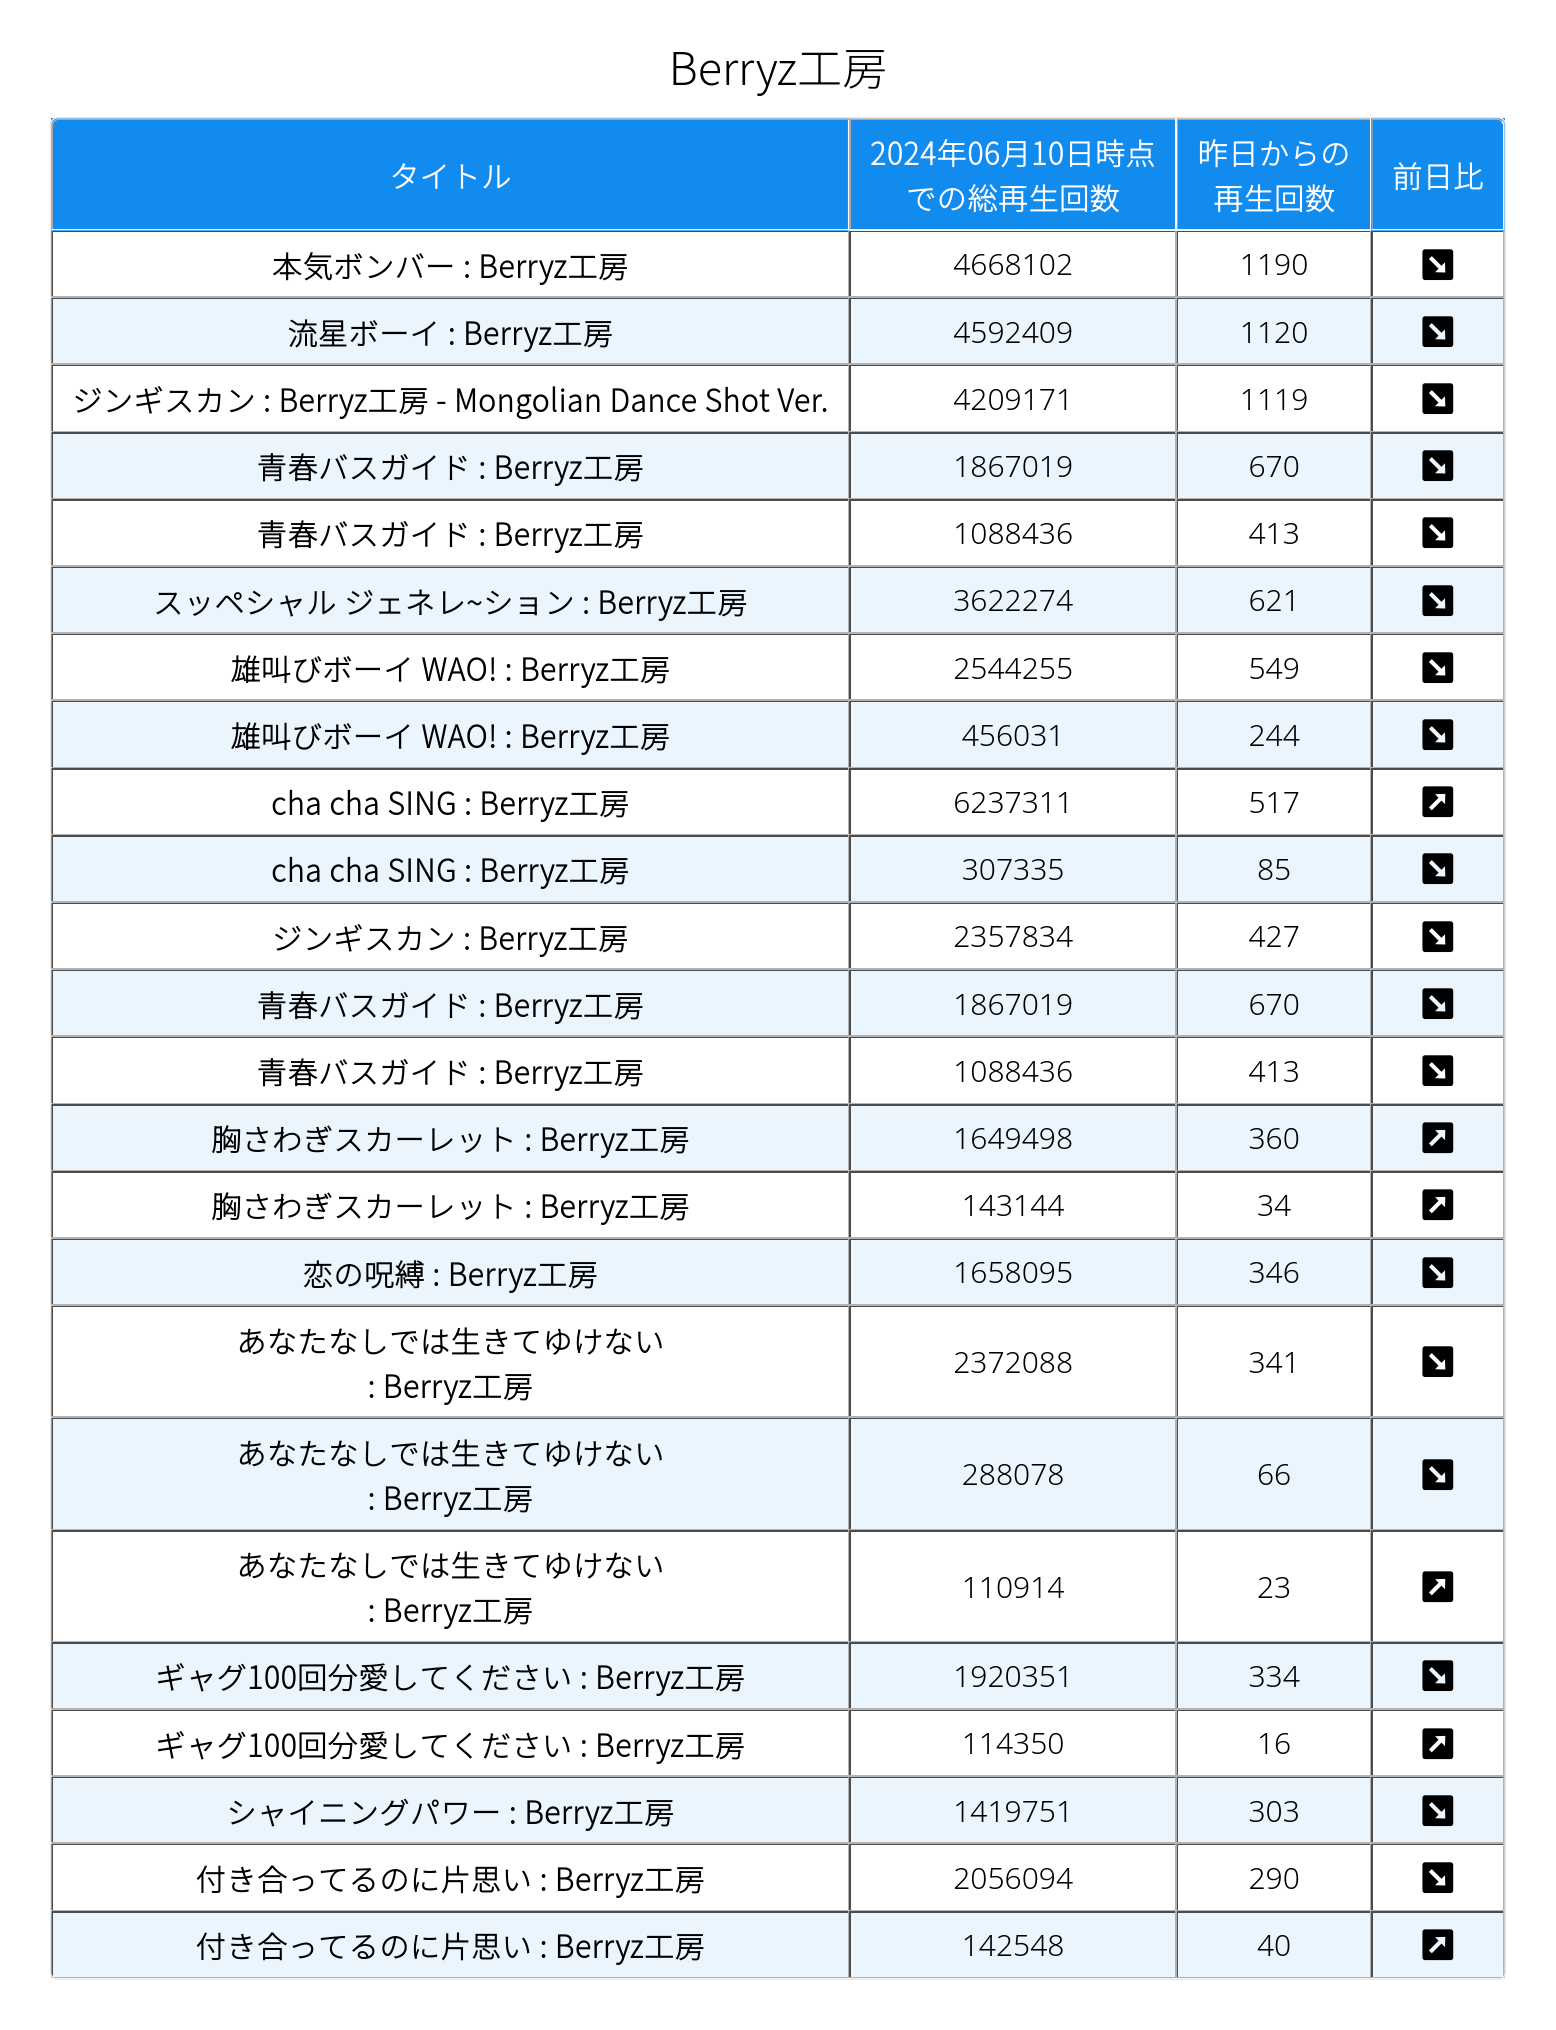 Berryz工房
タイトル 2024年06月10日時点 昨日からの 前日比
での総再生回数 再生回数
本気ボンバー : Berryz工房 4668102 1190 ↘
流星ボーイ : Berryz工房 4592409 1120 ↘
ジンギスカン : Berryz工房 - Mongolian Dance Shot Ver. 4209171 1119 ↘
青春バスガイド : Berryz工房 1867019 670 ↘
青春バスガイド : Berryz工房 1088436 413 ↘
スッペシャル ジェネレ~ション : Berryz工房 3622274 621 ↘
雄叫びボーイ WAO! : Berryz工房 2544255 549 ↘
雄叫びボーイ WAO! : Berryz工房 456031 244 ↘
cha cha SING : Berryz工房 6237311 517 ↗
cha cha SING : Berryz工房 307335 85 ↘
ジンギスカン : Berryz工房 2357834 427 ↘
青春バスガイド : Berryz工房 1867019 670 ↘
青春バスガイド : Berryz工房 1088436 413 ↘
胸さわぎスカーレット : Berryz工房 1649498 360 ↗
胸さわぎスカーレット : Berryz工房 143144 34 ↗
恋の呪縛 : Berryz工房 1658095 346 ↘
あなたなしでは生きてゆけない
: Berryz工房 2372088 341 ↘
あなたなしでは生きてゆけない
: Berryz工房 288078 66 ↘
あなたなしでは生きてゆけない
: Berryz工房 110914 23 ↗
ギャグ100回分愛してください : Berryz工房 1920351 334 ↘
ギャグ100回分愛してください : Berryz工房 114350 16 ↗
シャイニングパワー : Berryz工房 1419751 303 ↘
付き合ってるのに片思い : Berryz工房 2056094 290 ↘
付き合ってるのに片思い : Berryz工房 142548 40 ↗